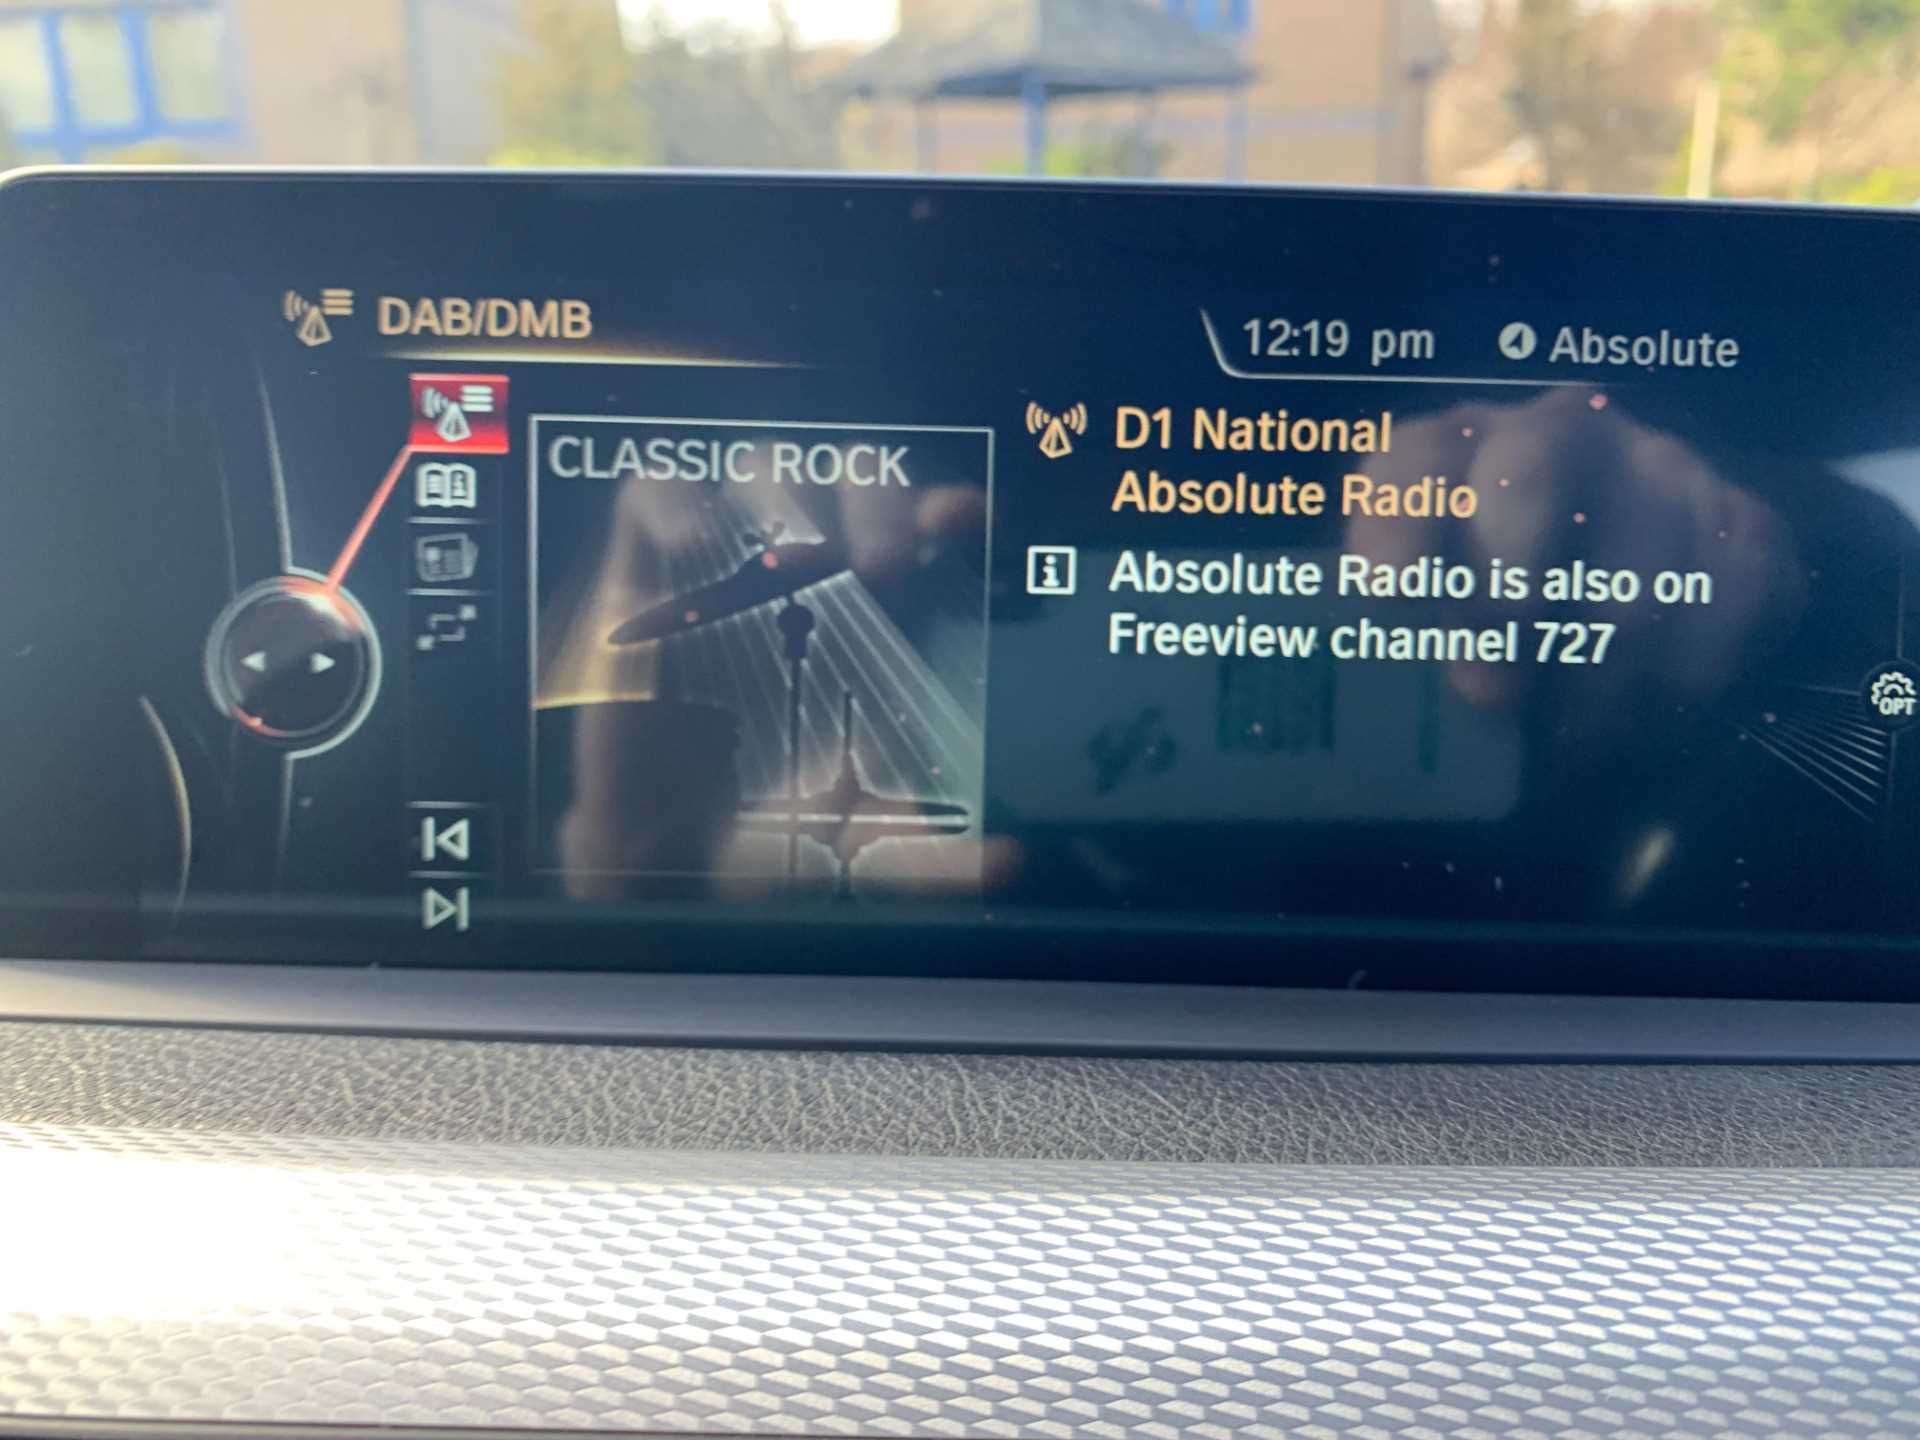 DAB/DMB
12:19 pm Absolute
CLASSIC ROCK
D1 National
Absolute Radio
Absolute Radio is also on
Freeview channel 727
OPT